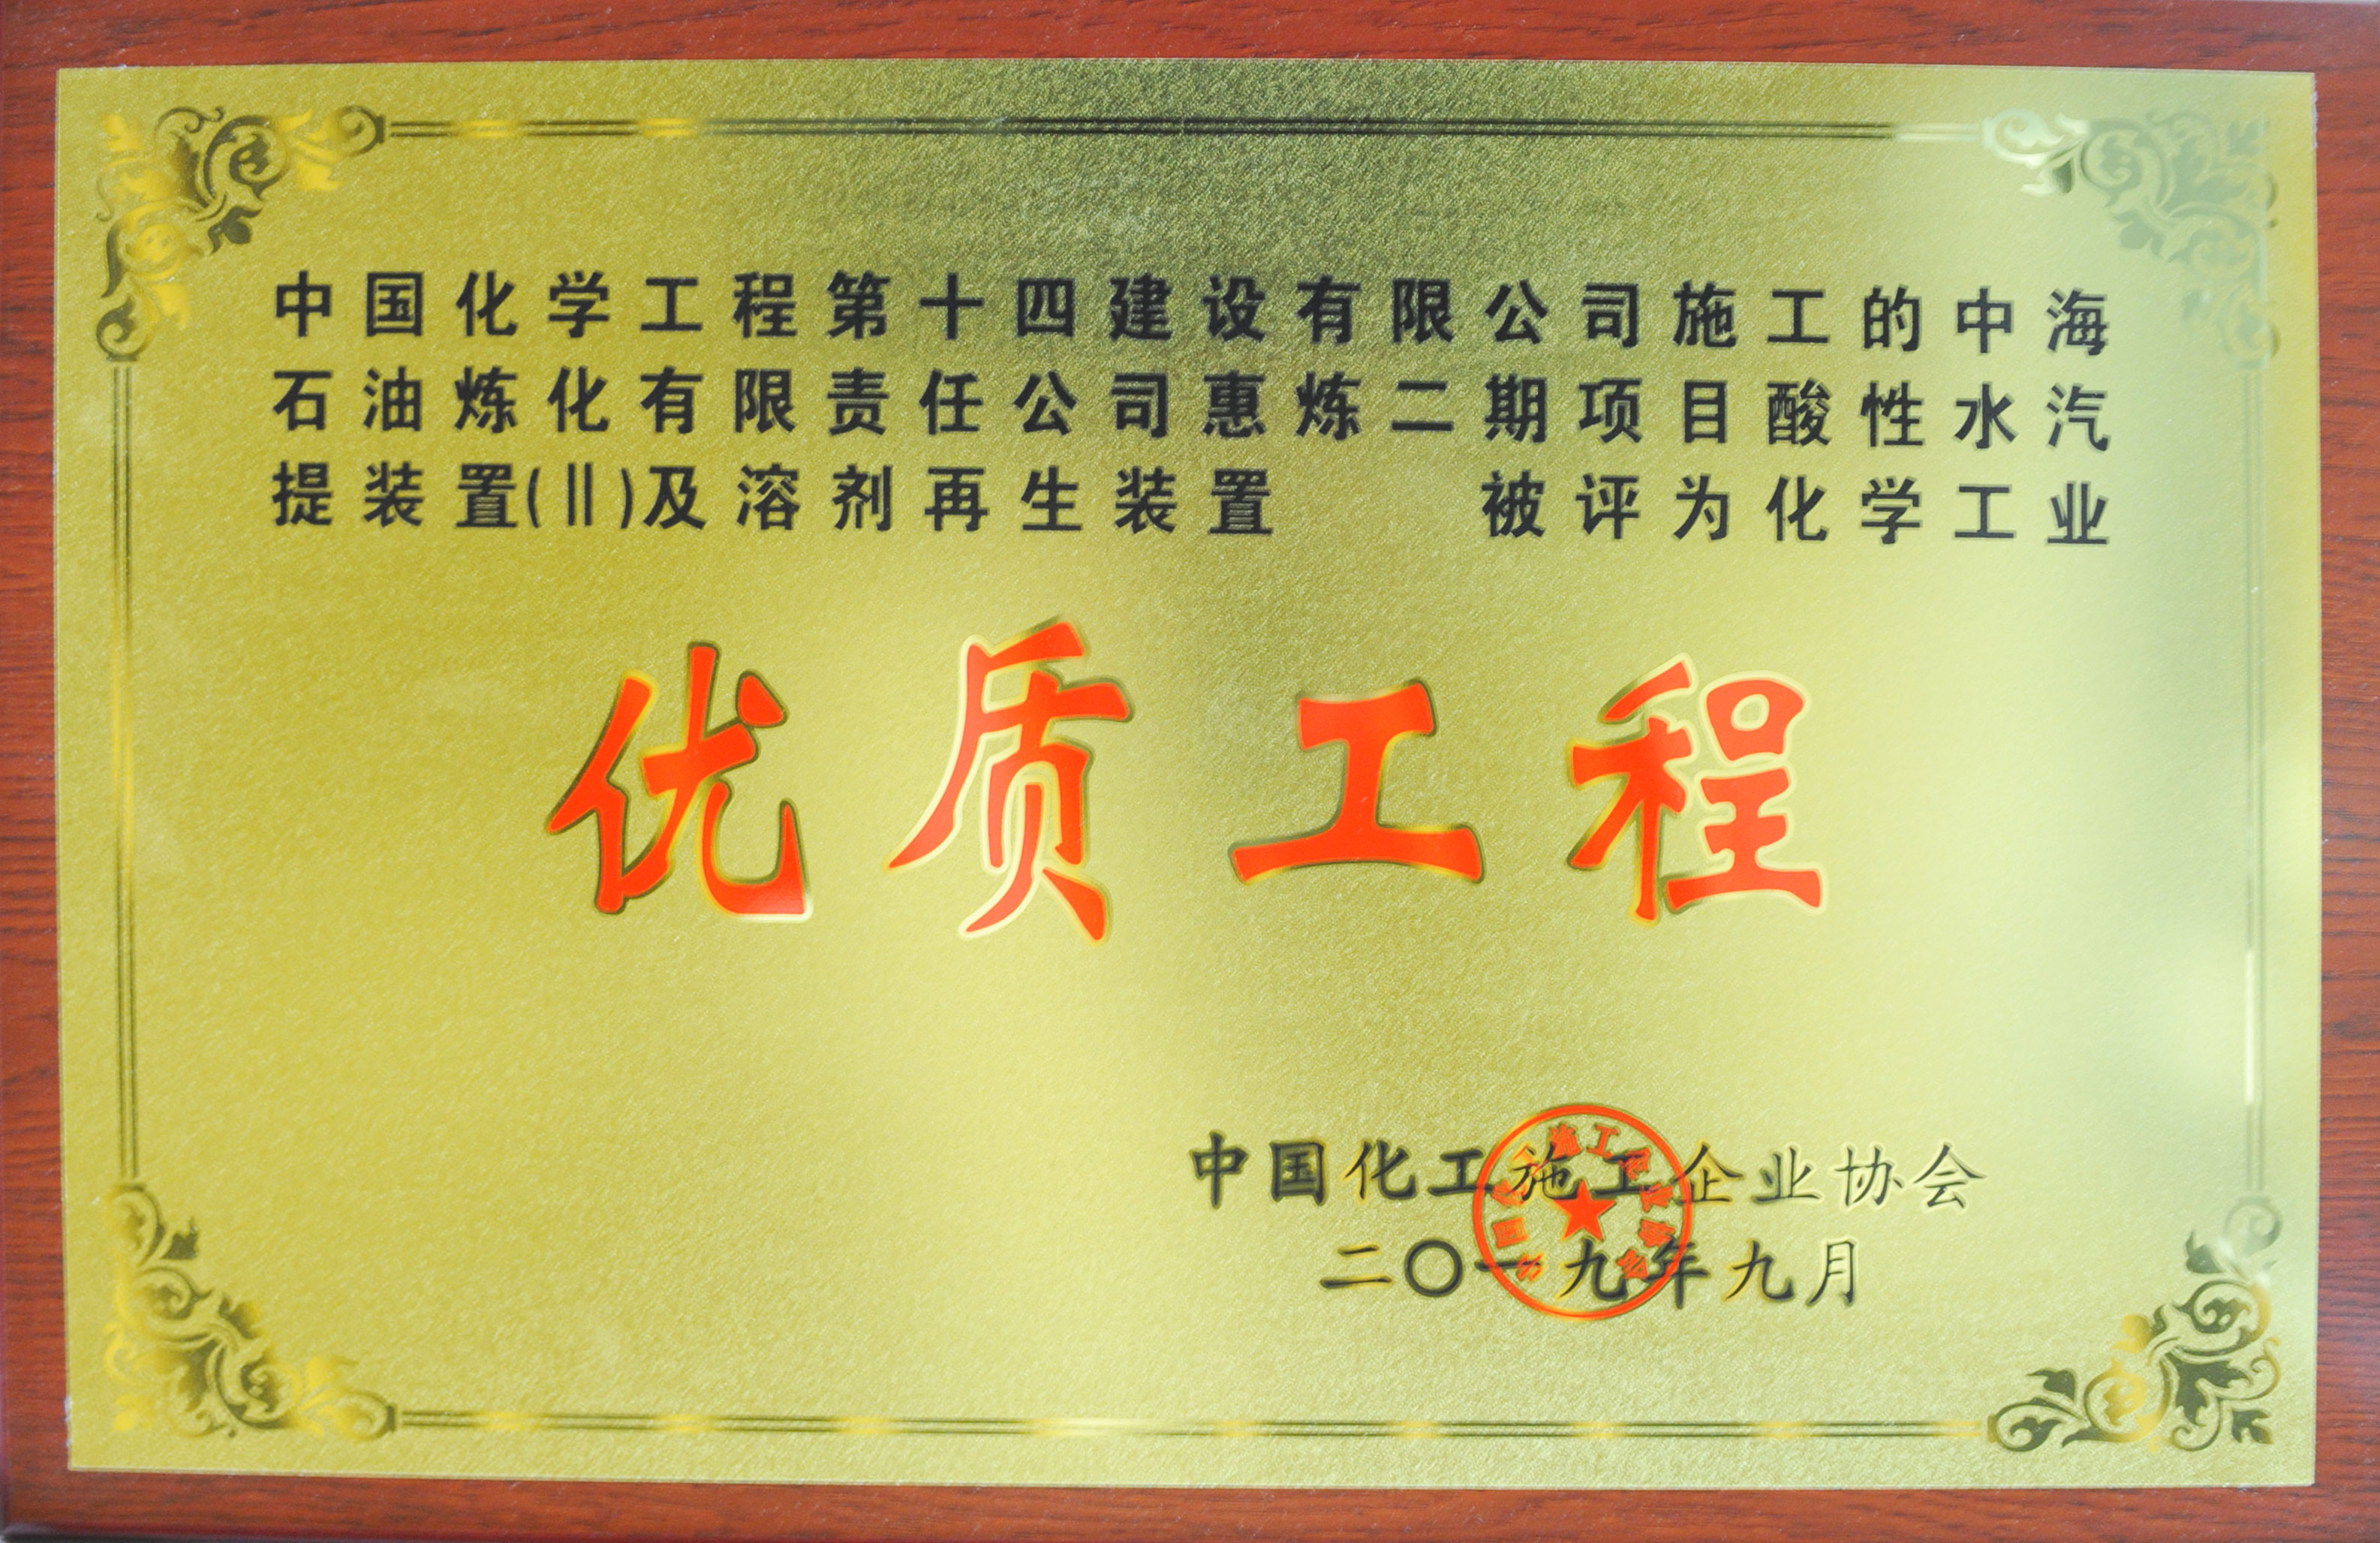 中国化学工程第十四建设有限公司施工的中海
石油炼化有限责任公司惠炼二期项目酸性水汽
提装置(Ⅱ)及溶剂再生装置 被评为化学工业
优质工程
中国化工施工企业协会
二〇一九年九月